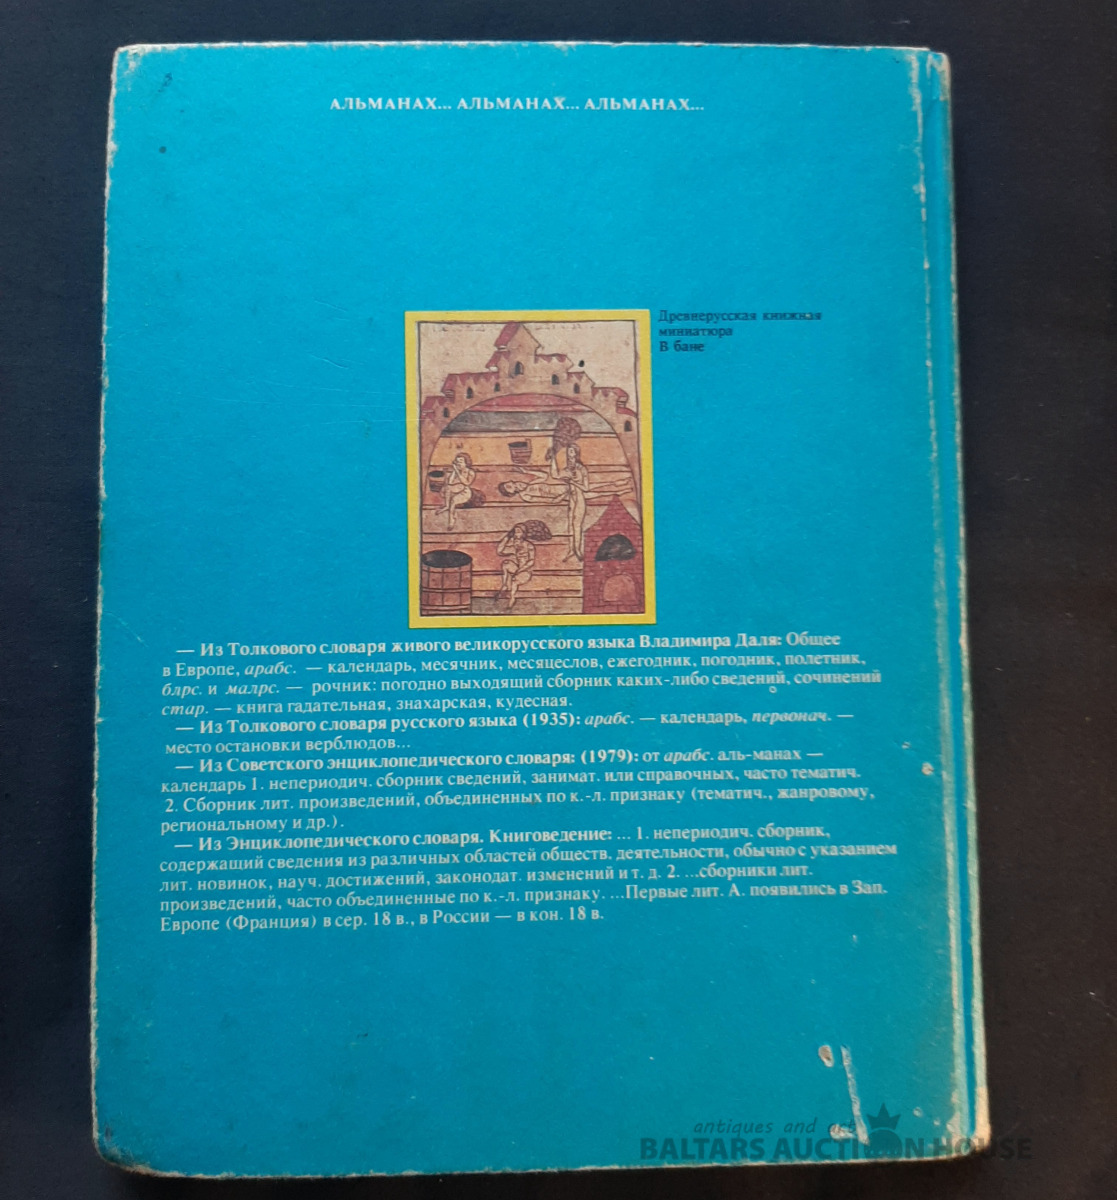 АЛЬМАНАХ... АЛЬМАНАХ... АЛЬМАНАХ...
Древнерусская книжная
миниатюра
В бане
— Из Толкового словаря живого великорусского языка Владимира Даля: Общее
в Европе, арабс. — календарь, месячник, месяцеслов, ежегодник, погодник, полетник,
блрс. и малрс. — рочник: погодно выходящий сборник каких-либо сведений, сочинений
стар. — книга гадательная, знахарская, кудесная.
— Из Толкового словаря русского языка (1935): арабс. — календарь, первонач. —
место остановки верблюдов...
— Из Советского энциклопедического словаря: (1979): от арабс. аль-манах —
календарь 1. непериодич. сборник сведений, занимат. или справочных, часто тематич.
2. Сборник лит. произведений, объединенных по к.-л. признаку (тематич., жанровому,
региональному и др.).
— Из Энциклопедического словаря. Книговедение: ... 1. непериодич. сборник,
содержащий сведения из различных областей обществ. деятельности, обычно с указанием
лит. новинок, науч. достижений, законодат. изменений и т. д. 2. ...сборники лит.
произведений, часто объединенные по к.-л. признаку. ...Первые лит. А. появились в Зап.
Европе (Франция) в сер. 18 в., в России — в кон. 18 в.
antiques and art
BALTARS AUCTION HOUSE